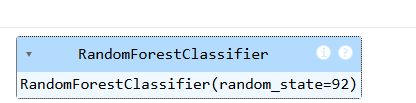 ▾ RandomForestClassifier i ?
RandomForestClassifier(random_state=92)